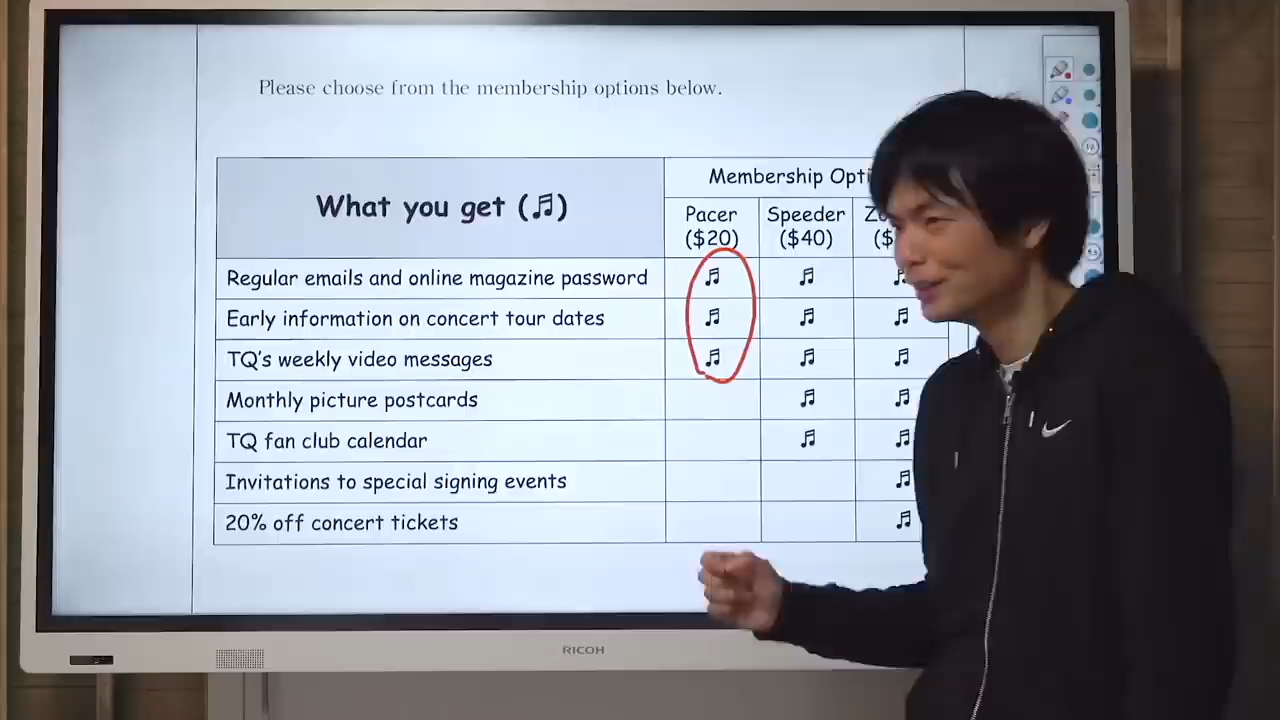 Please choose from the membership options below.
What you get (♬)
Membership
Pacer
($20)
Speeder
($40)
Regular emails and online magazine password ♬ ♬ ♬
Early information on concert tour dates ♬ ♬ ♬
TQ's weekly video messages ♬ ♬ ♬
Monthly picture postcards ♬ ♬
TQ fan club calendar ♬ ♬
Invitations to special signing events ♬
20% off concert tickets ♬
RICOH